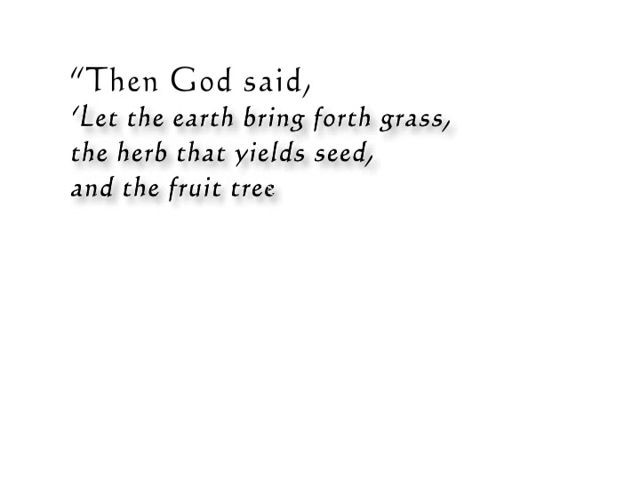 “Then God said,
‘Let the earth bring forth grass,
the herb that yields seed,
and the fruit tree